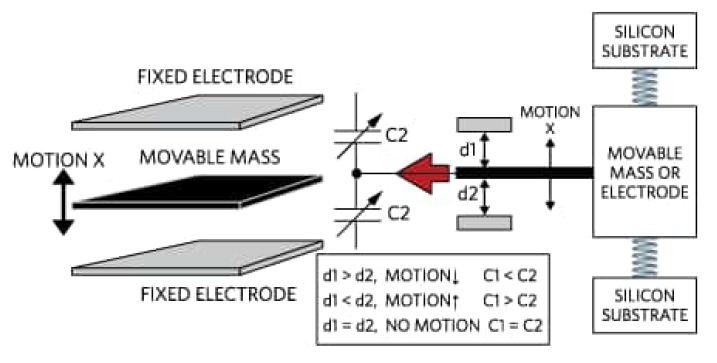 SILICON
SUBSTRATE
FIXED ELECTRODE
MOTION
X
C2
d1
MOTION X
MOVABLE MASS
MOVABLE
MASS OR
ELECTRODE
d2
C2
FIXED ELECTRODE
d1 > d2, MOTION↓ C1 < C2
d1 < d2, MOTION↑ C1 > C2
d1 = d2, NO MOTION C1 = C2
SILICON
SUBSTRATE